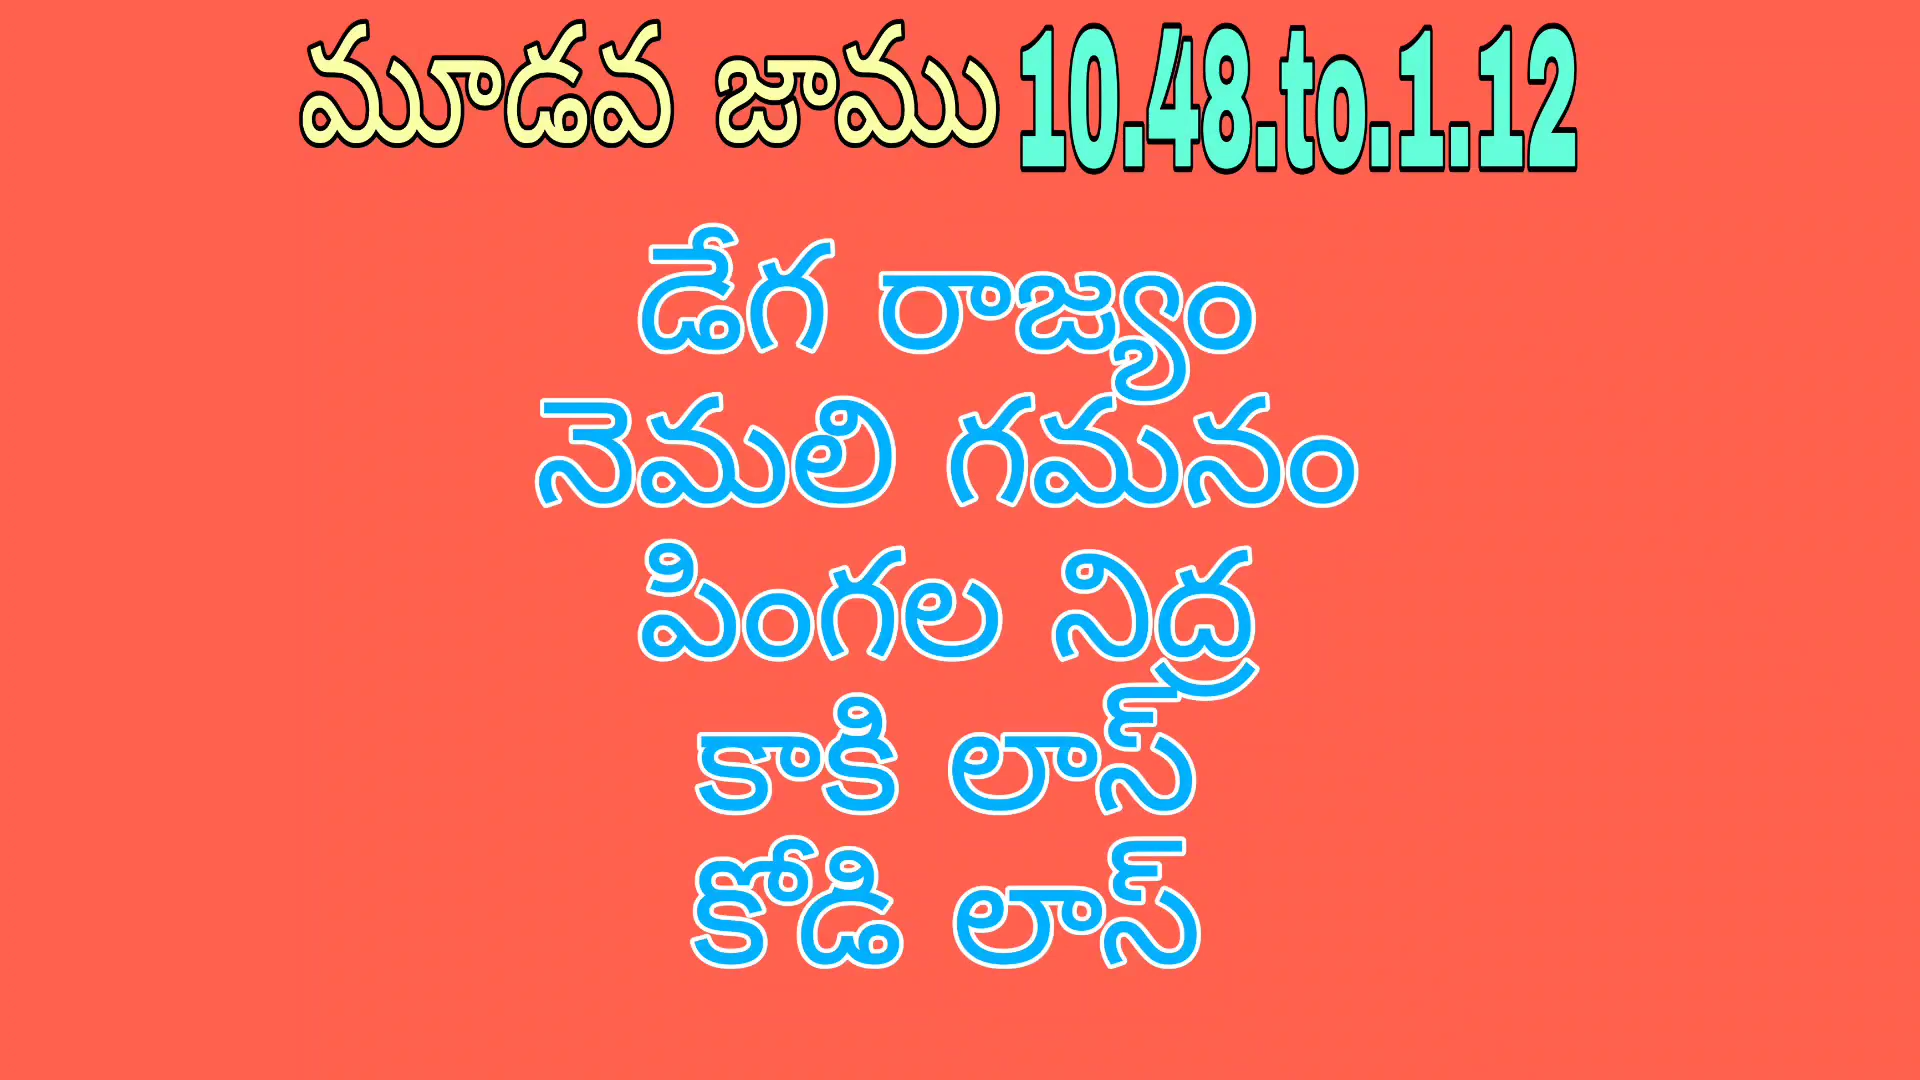 మూడవ జాము 10.48.to.1.12
డేగ రాజ్యం
నెమలి గమనం
పింగల నిద్ర
కాకి లాస్
కోడి లాస్